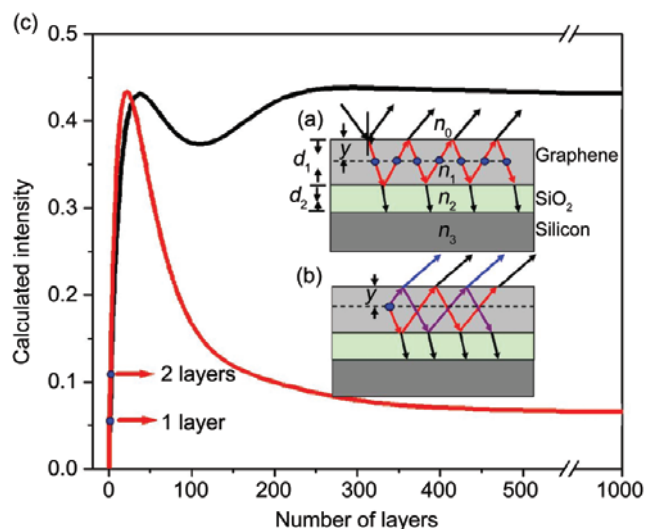 (c)
0.5
0.4
0.3
0.2
0.1
0.0
Calculated intensity
0
100
200
300
400
500
1000
Number of layers
2 layers
1 layer
(a)
n0
y
d1
n1
Graphene
d2
n2
SiO2
n3
Silicon
(b)
y